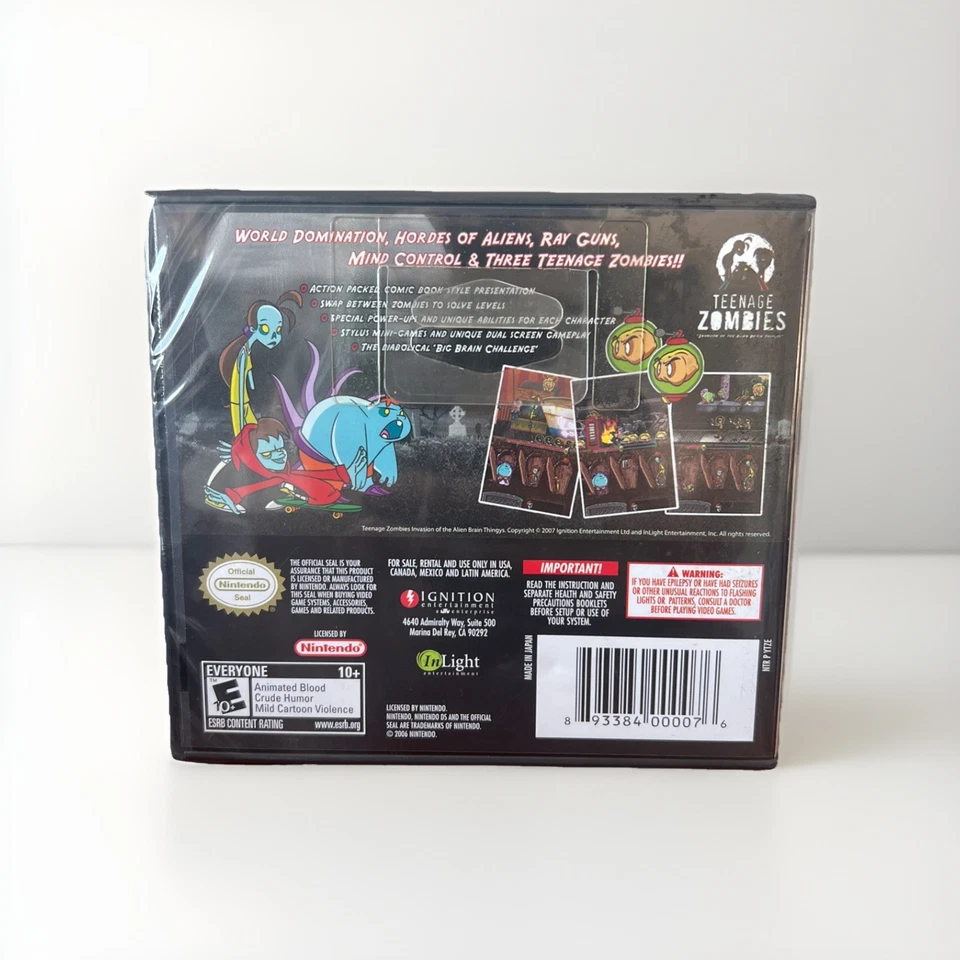 WORLD DOMINATION, HORDES OF ALIENS, RAY GUNS,
MIND CONTROL & THREE TEENAGE ZOMBIES!!
ACTION PACKED COMIC BOOK STYLE PRESENTATION
SWAP BETWEEN ZOMBIES TO SOLVE LEVELS
SPECIAL POWER-UPS AND UNIQUE ABILITIES FOR EACH CHARACTER
STYLUS MINI-GAMES AND UNIQUE DUAL SCREEN GAMEPLAY
THE DIABOLICAL 'BIG BRAIN CHALLENGE'
TEENAGE
ZOMBIES
Teenage Zombies Invasion of the Alien Brain Thingys. Copyright © 2007 Ignition Entertainment Ltd and InLight Entertainment, Inc. All rights reserved.
Official
Nintendo
Seal
THE OFFICIAL SEAL IS YOUR
ASSURANCE THAT THIS PRODUCT
IS LICENSED OR MANUFACTURED
BY NINTENDO. ALWAYS LOOK FOR
THIS SEAL WHEN BUYING VIDEO
GAME SYSTEMS, ACCESSORIES,
GAMES AND RELATED PRODUCTS.
LICENSED BY
Nintendo
EVERYONE 10+
TM
E
10+
Animated Blood
Crude Humor
Mild Cartoon Violence
ESRB CONTENT RATING www.esrb.org
FOR SALE, RENTAL AND USE ONLY IN USA,
CANADA, MEXICO AND LATIN AMERICA.
IGNITION
entertainment
a utv enterprise
4640 Admiralty Way, Suite 500
Marina Del Rey, CA 90292
InLight
entertainment
LICENSED BY NINTENDO.
NINTENDO, NINTENDO DS AND THE OFFICIAL
SEAL ARE TRADEMARKS OF NINTENDO.
© 2006 NINTENDO.
IMPORTANT!
READ THE INSTRUCTION AND
SEPARATE HEALTH AND SAFETY
PRECAUTIONS BOOKLETS
BEFORE SETUP OR USE OF
YOUR SYSTEM.
WARNING:
IF YOU HAVE EPILEPSY OR HAVE HAD SEIZURES
OR OTHER UNUSUAL REACTIONS TO FLASHING
LIGHTS OR PATTERNS, CONSULT A DOCTOR
BEFORE PLAYING VIDEO GAMES.
MADE IN JAPAN
8 93384 00007 6
NTR P YTZE